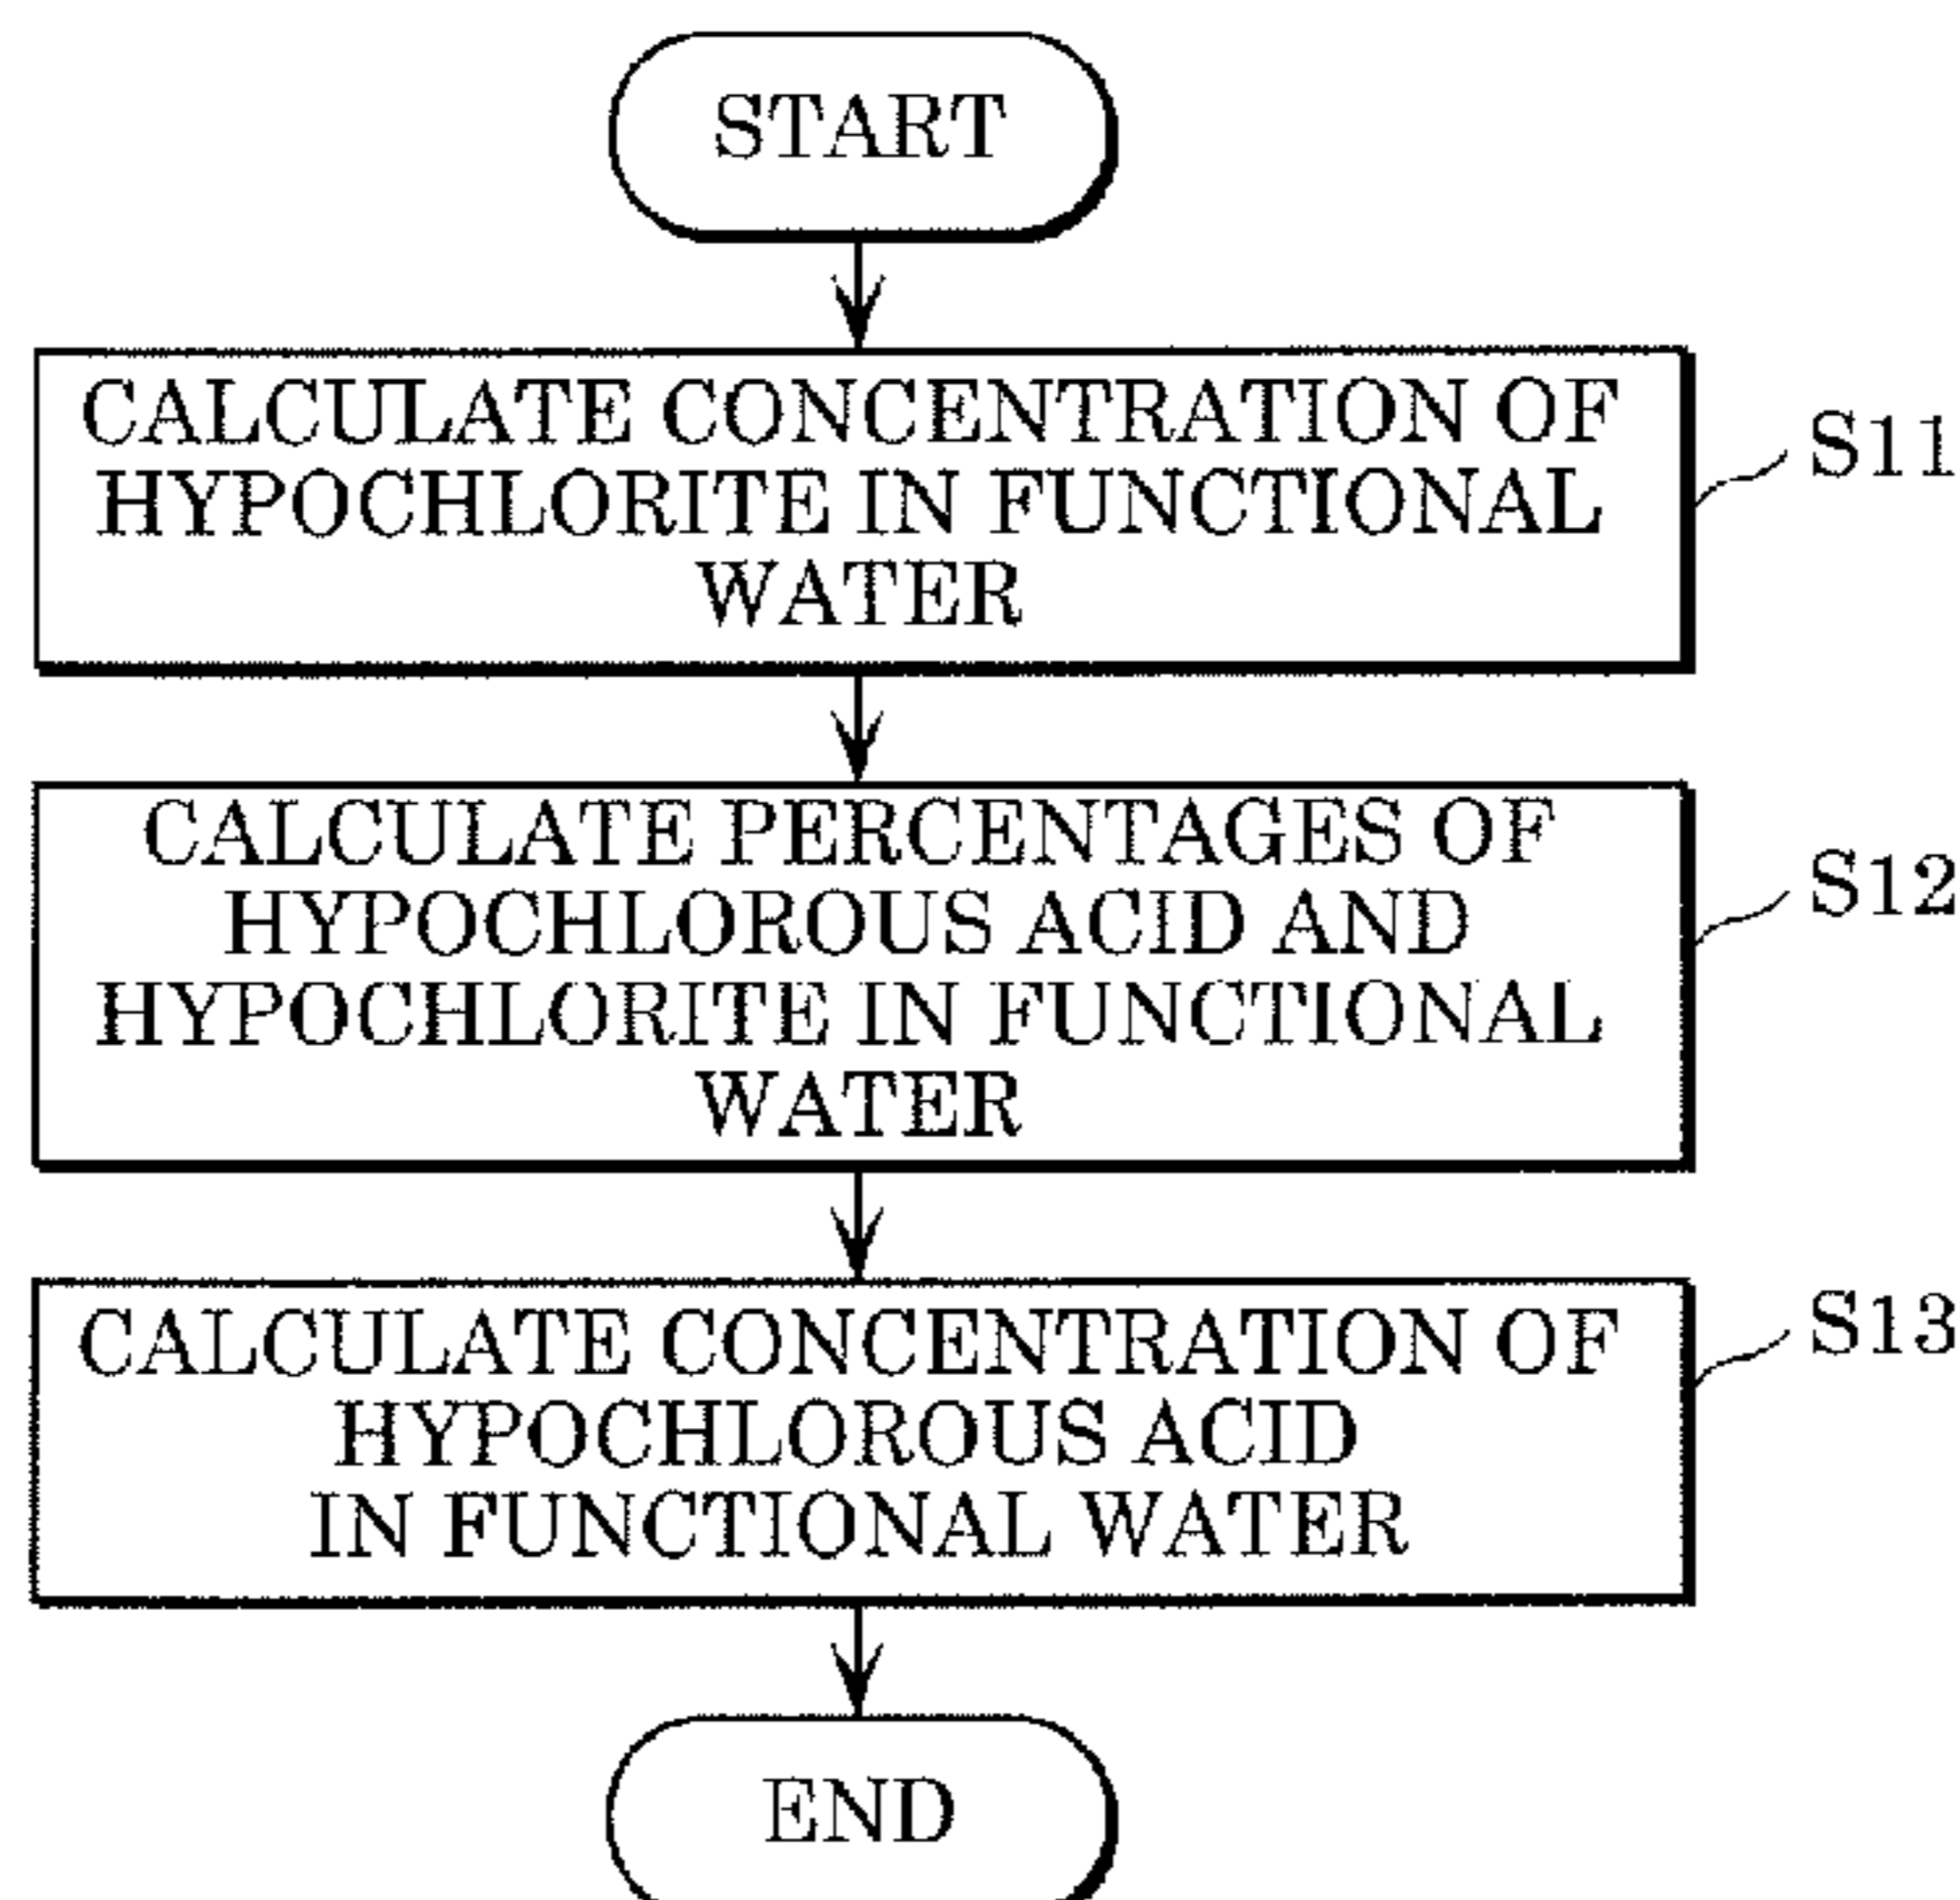 START
CALCULATE CONCENTRATION OF
HYPOCHLORITE IN FUNCTIONAL
WATER
S11
CALCULATE PERCENTAGES OF
HYPOCHLOROUS ACID AND
HYPOCHLORITE IN FUNCTIONAL
WATER
S12
CALCULATE CONCENTRATION OF
HYPOCHLOROUS ACID
IN FUNCTIONAL WATER
S13
END